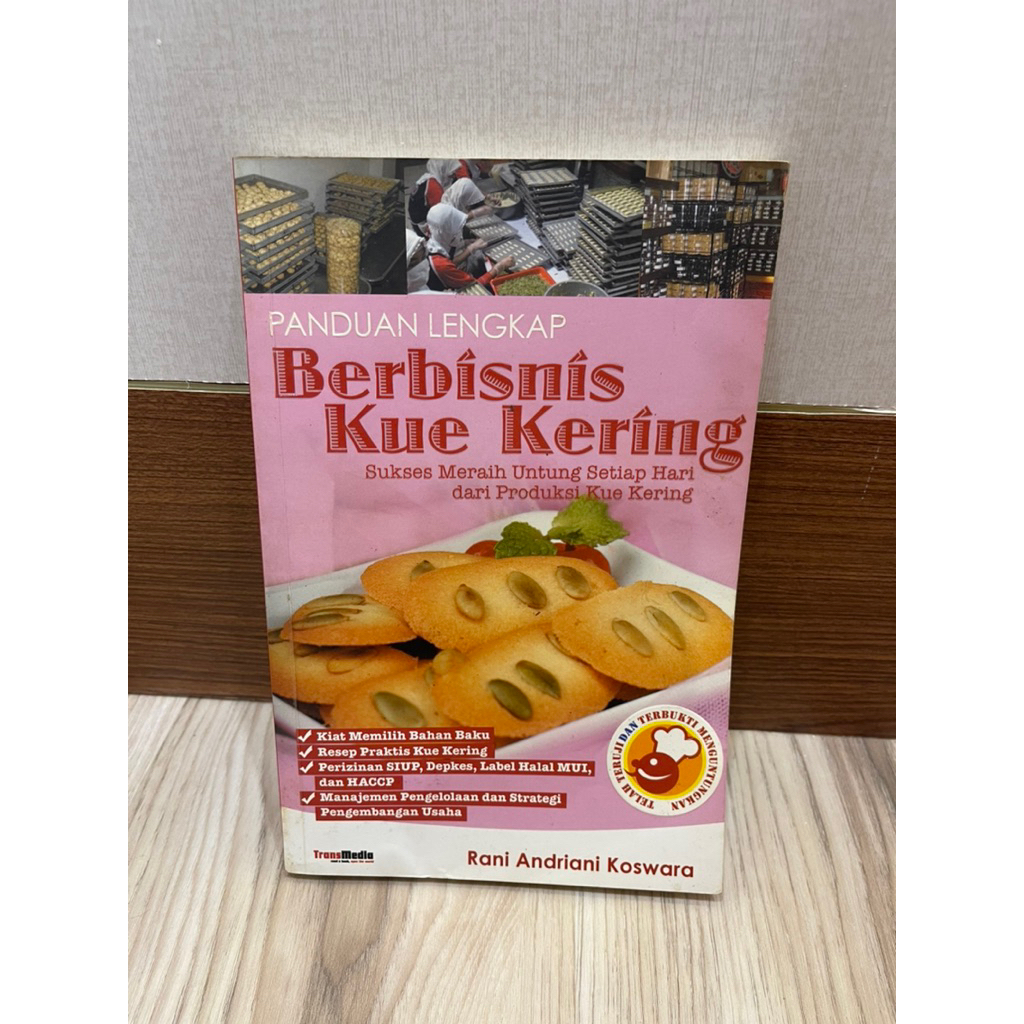 PANDUAN LENGKAP
Berbisnis
Kue Kering
Sukses Meraih Untung Setiap Hari
dari Produksi Kue Kering
Kiat Memilih Bahan Baku
Resep Praktis Kue Kering
Perizinan SIUP, Depkes, Label Halal MUI,
dan HACCP
Manajemen Pengelolaan dan Strategi
Pengembangan Usaha
TELAH TERUJI DAN TERBUKTI MENGUNTUNGKAN
TransMedia
Rani Andriani Koswara